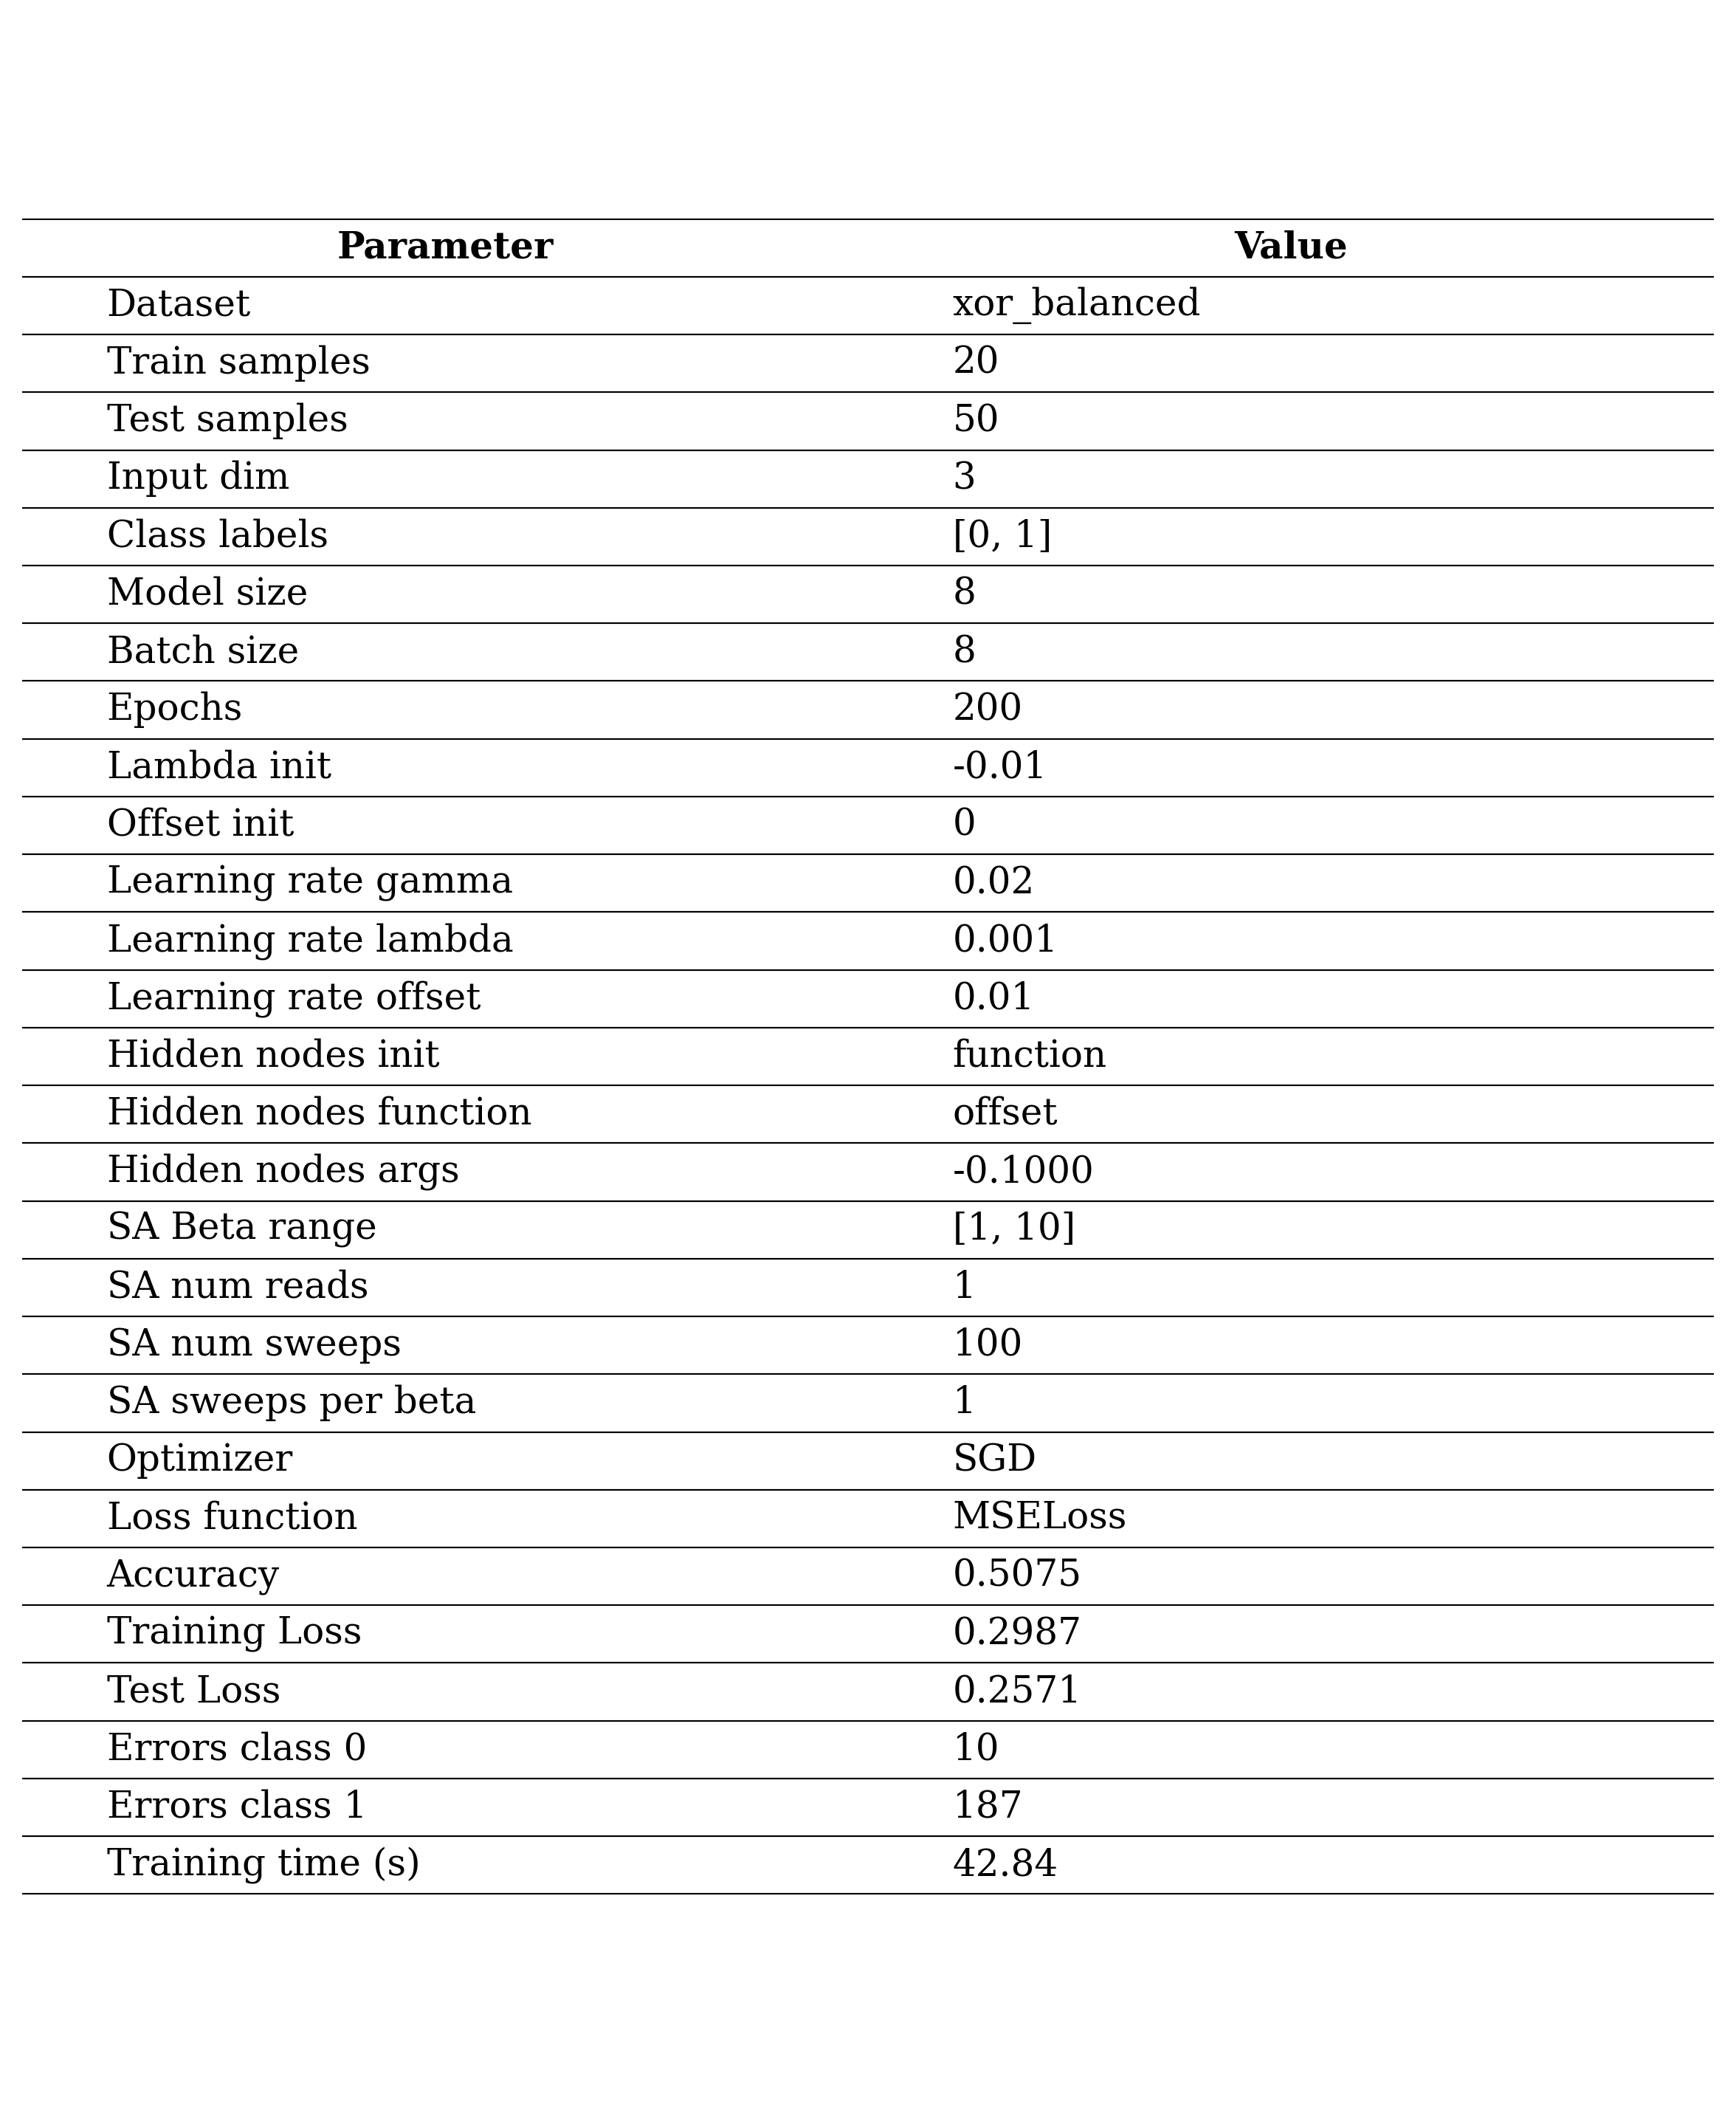 Parameter Value
Dataset xor_balanced
Train samples 20
Test samples 50
Input dim 3
Class labels [0, 1]
Model size 8
Batch size 8
Epochs 200
Lambda init -0.01
Offset init 0
Learning rate gamma 0.02
Learning rate lambda 0.001
Learning rate offset 0.01
Hidden nodes init function
Hidden nodes function offset
Hidden nodes args -0.1000
SA Beta range [1, 10]
SA num reads 1
SA num sweeps 100
SA sweeps per beta 1
Optimizer SGD
Loss function MSELoss
Accuracy 0.5075
Training Loss 0.2987
Test Loss 0.2571
Errors class 0 10
Errors class 1 187
Training time (s) 42.84